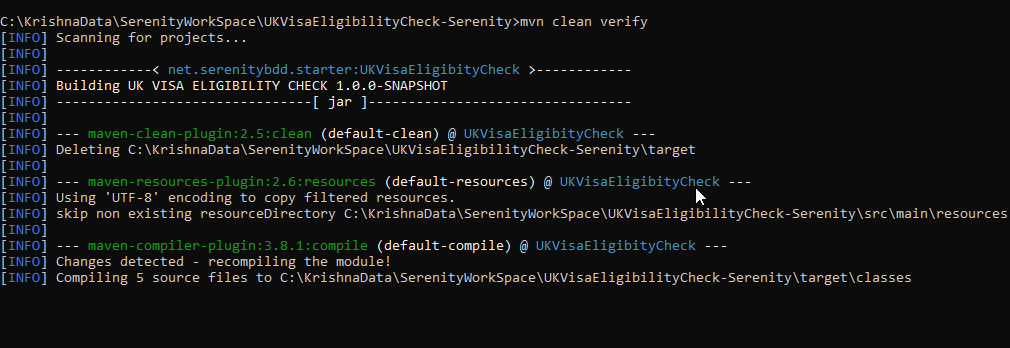 C:\KrishnaData\SerenityWorkSpace\UKVisaEligibilityCheck-Serenity>mvn clean verify
[INFO] Scanning for projects...
[INFO]
[INFO] ------------< net.serenitybdd.starter:UKVisaEligibityCheck >------------
[INFO] Building UK VISA ELIGIBILITY CHECK 1.0.0-SNAPSHOT
[INFO] --------------------------------[ jar ]---------------------------------
[INFO]
[INFO] --- maven-clean-plugin:2.5:clean (default-clean) @ UKVisaEligibityCheck ---
[INFO] Deleting C:\KrishnaData\SerenityWorkSpace\UKVisaEligibilityCheck-Serenity\target
[INFO]
[INFO] --- maven-resources-plugin:2.6:resources (default-resources) @ UKVisaEligibityCheck ---
[INFO] Using 'UTF-8' encoding to copy filtered resources.
[INFO] skip non existing resourceDirectory C:\KrishnaData\SerenityWorkSpace\UKVisaEligibilityCheck-Serenity\src\main\resources
[INFO]
[INFO] --- maven-compiler-plugin:3.8.1:compile (default-compile) @ UKVisaEligibityCheck ---
[INFO] Changes detected - recompiling the module!
[INFO] Compiling 5 source files to C:\KrishnaData\SerenityWorkSpace\UKVisaEligibilityCheck-Serenity\target\classes